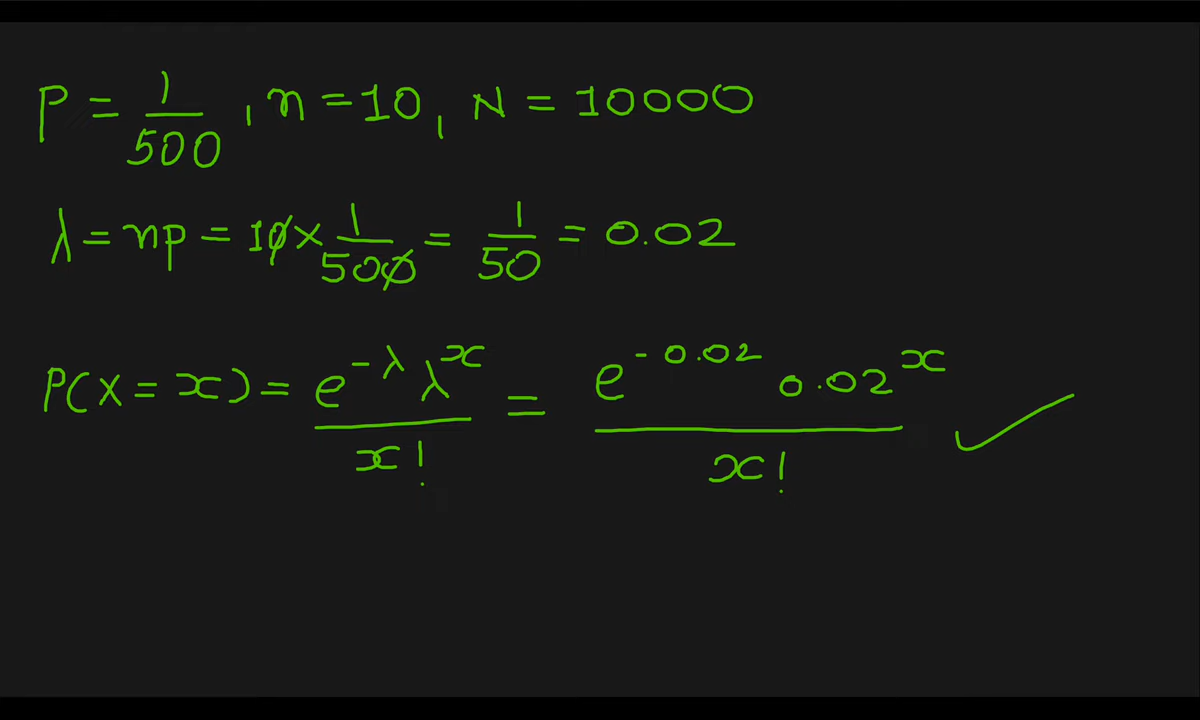 P = 1/500, n = 10, N = 10000
λ = np = 10 × 1/500 = 1/50 = 0.02
P(X = x) = e^-λ λ^x / x! = e^-0.02 0.02^x / x! ✓